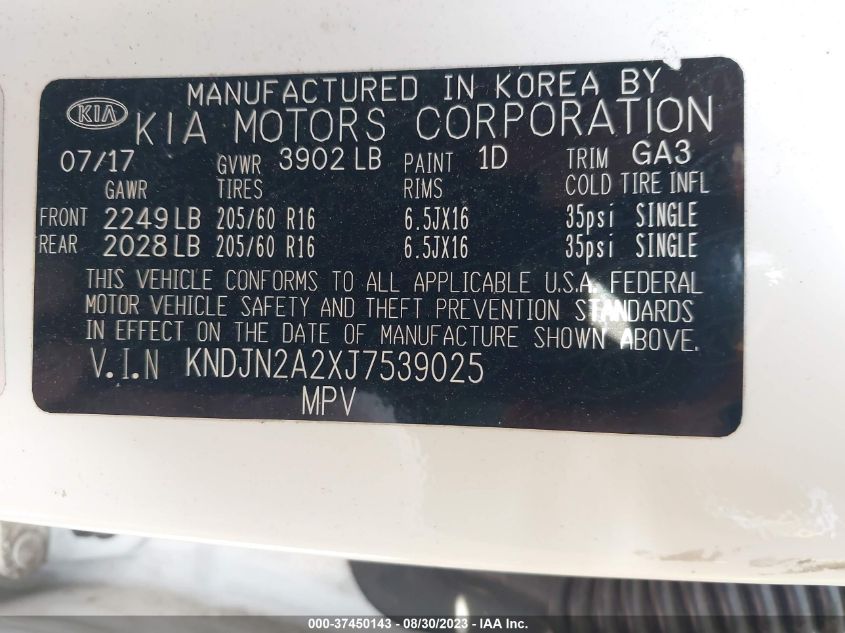 MANUFACTURED IN KOREA BY
KIA KIA MOTORS CORPORATION
07/17 GVWR 3902 LB PAINT 1D TRIM GA3
GAWR TIRES RIMS COLD TIRE INFL
FRONT 2249 LB 205/60 R16 6.5JX16 35psi SINGLE
REAR 2028 LB 205/60 R16 6.5JX16 35psi SINGLE
THIS VEHICLE CONFORMS TO ALL APPLICABLE U.S.A. FEDERAL
MOTOR VEHICLE SAFETY AND THEFT PREVENTION STANDARDS
IN EFFECT ON THE DATE OF MANUFACTURE SHOWN ABOVE.
V.I.N KNDJN2A2XJ7539025
MPV
000-37450143 - 08/30/2023 - IAA Inc.